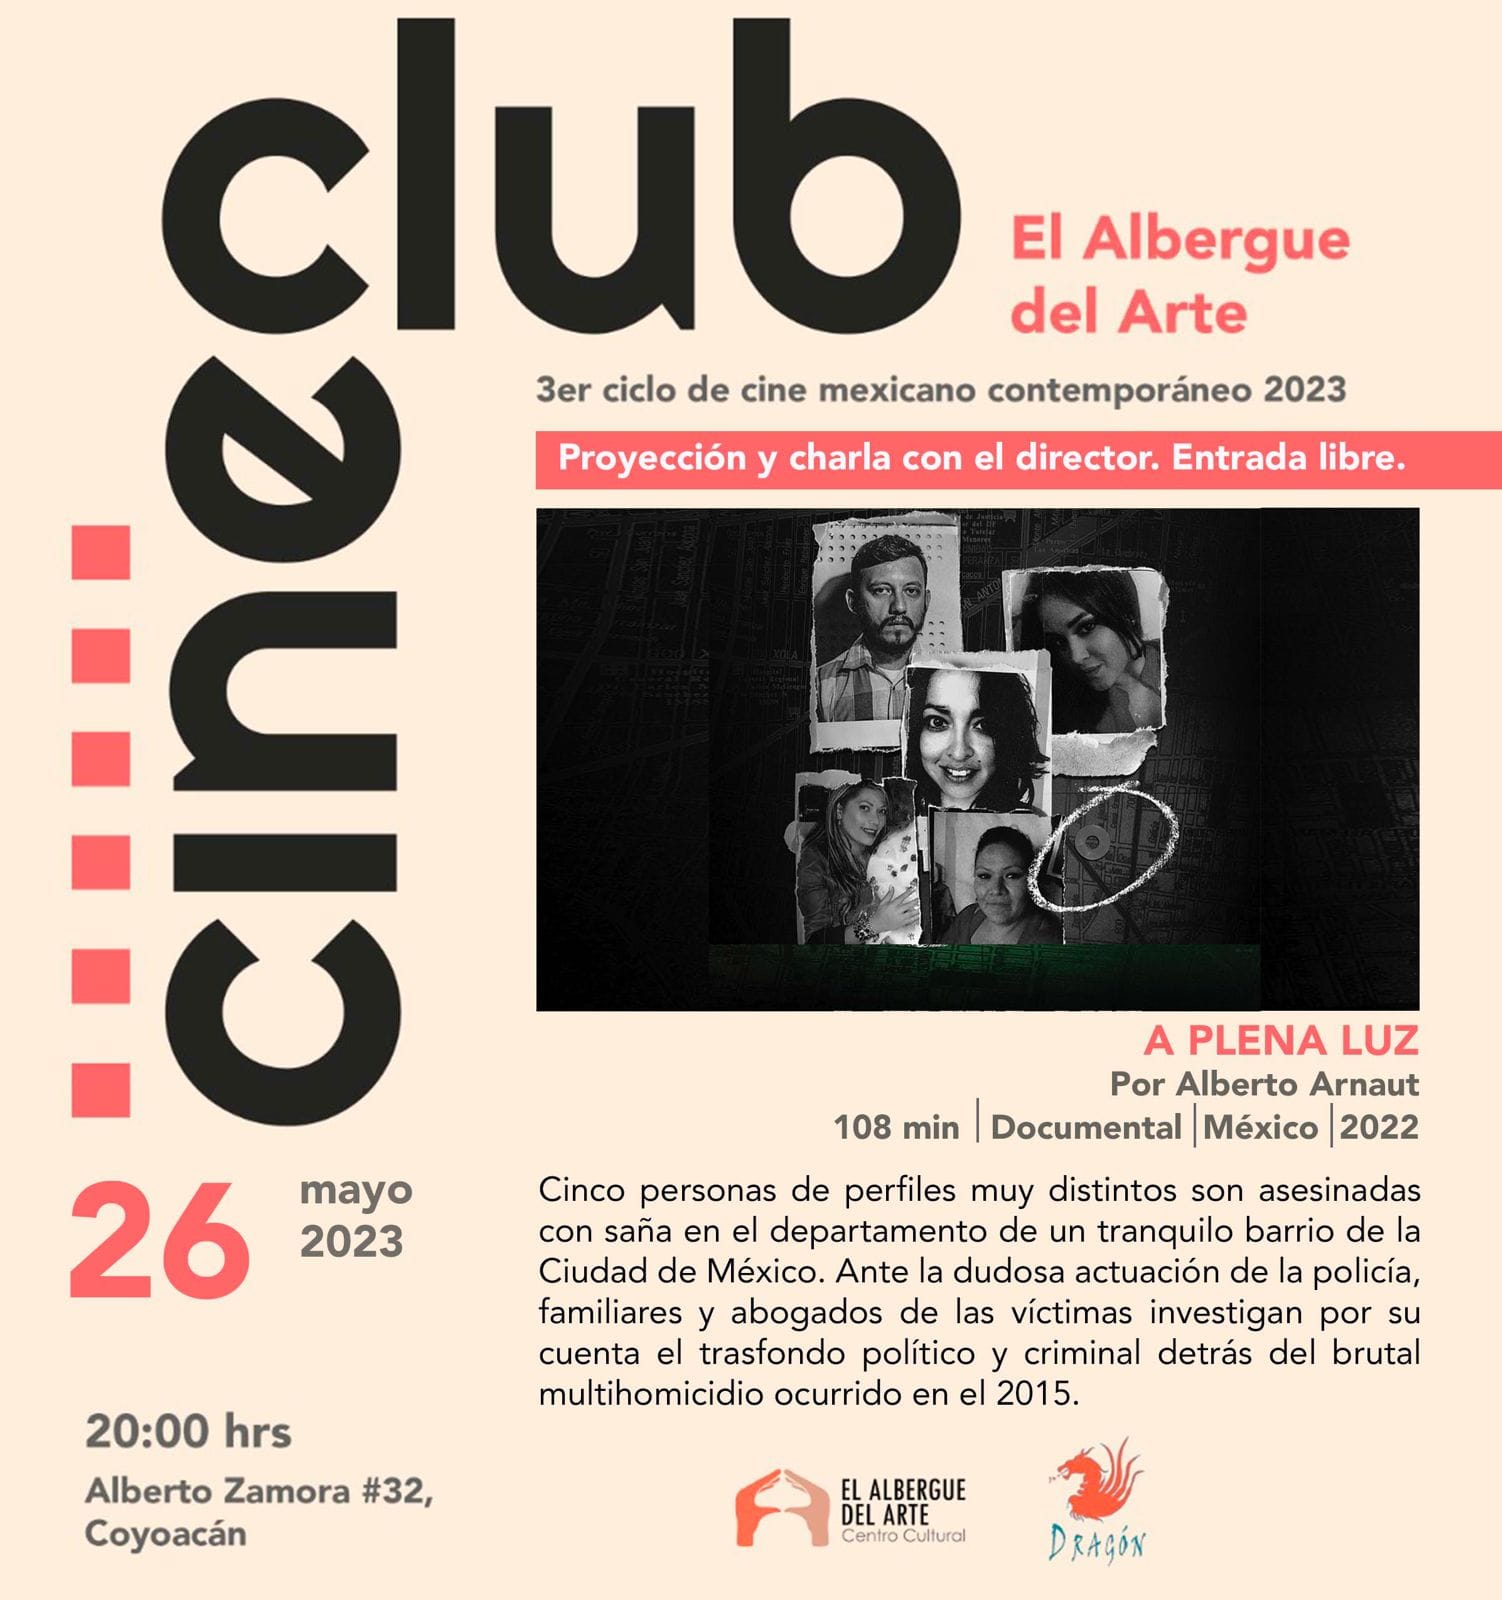 cineclub
El Albergue
del Arte
3er ciclo de cine mexicano contemporáneo 2023
Proyección y charla con el director. Entrada libre.
A PLENA LUZ
Por Alberto Arnaut
108 min | Documental | México | 2022
Cinco personas de perfiles muy distintos son asesinadas
con saña en el departamento de un tranquilo barrio de la
Ciudad de México. Ante la dudosa actuación de la policía,
familiares y abogados de las víctimas investigan por su
cuenta el trasfondo político y criminal detrás del brutal
multihomicidio ocurrido en el 2015.
26
mayo
2023
20:00 hrs
Alberto Zamora #32,
Coyoacán
EL ALBERGUE
DEL ARTE
Centro Cultural
DRAGÓN